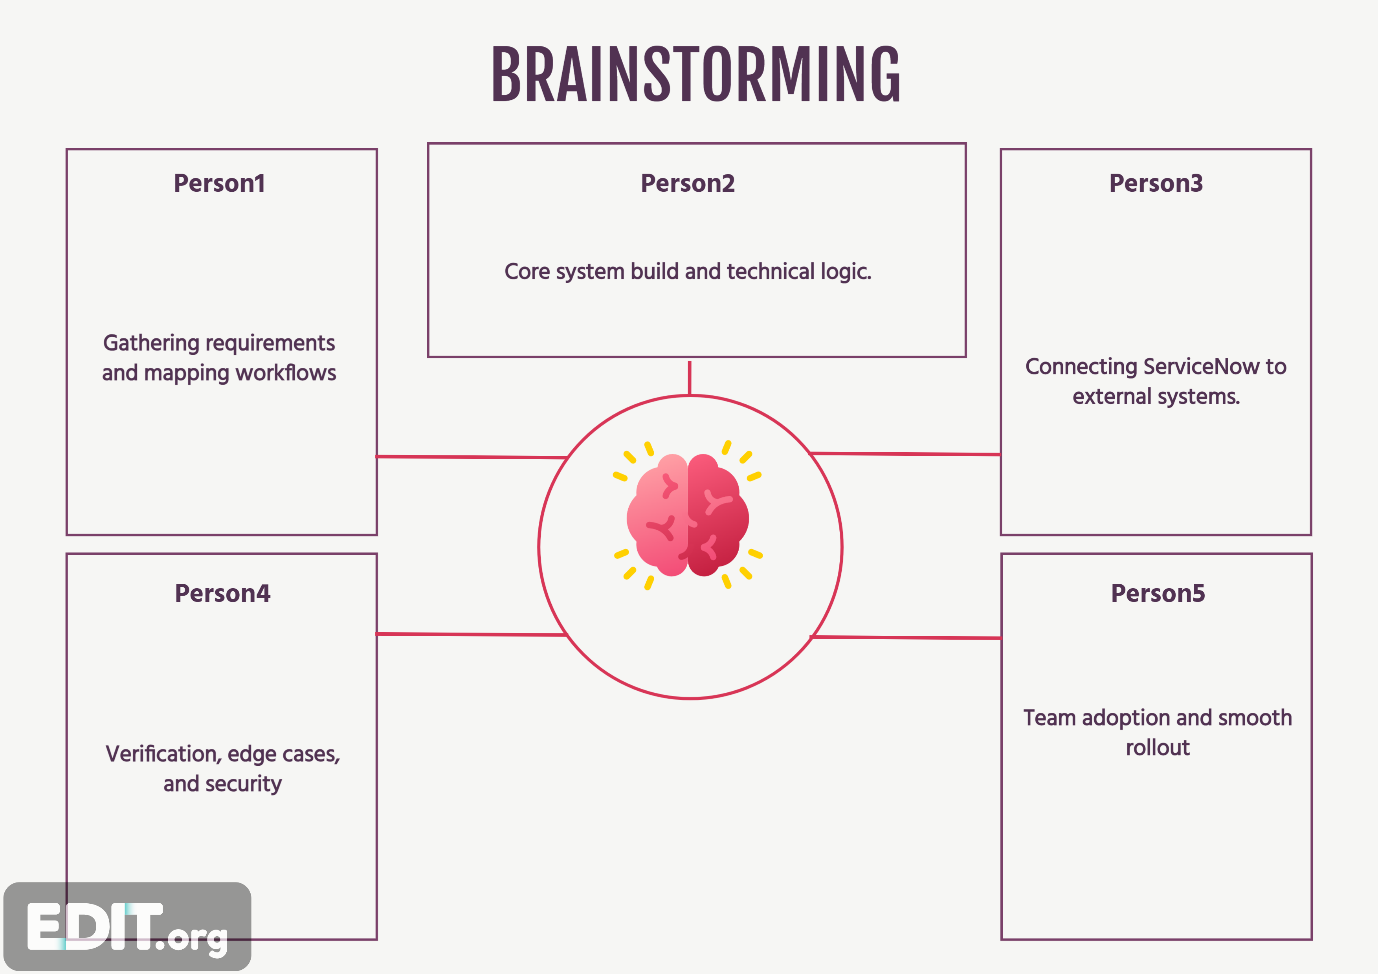 BRAINSTORMING
Person1
Gathering requirements
and mapping workflows
Person2
Core system build and technical logic.
Person3
Connecting ServiceNow to
external systems.
Person4
Verification, edge cases,
and security
Person5
Team adoption and smooth
rollout
EDIT.org